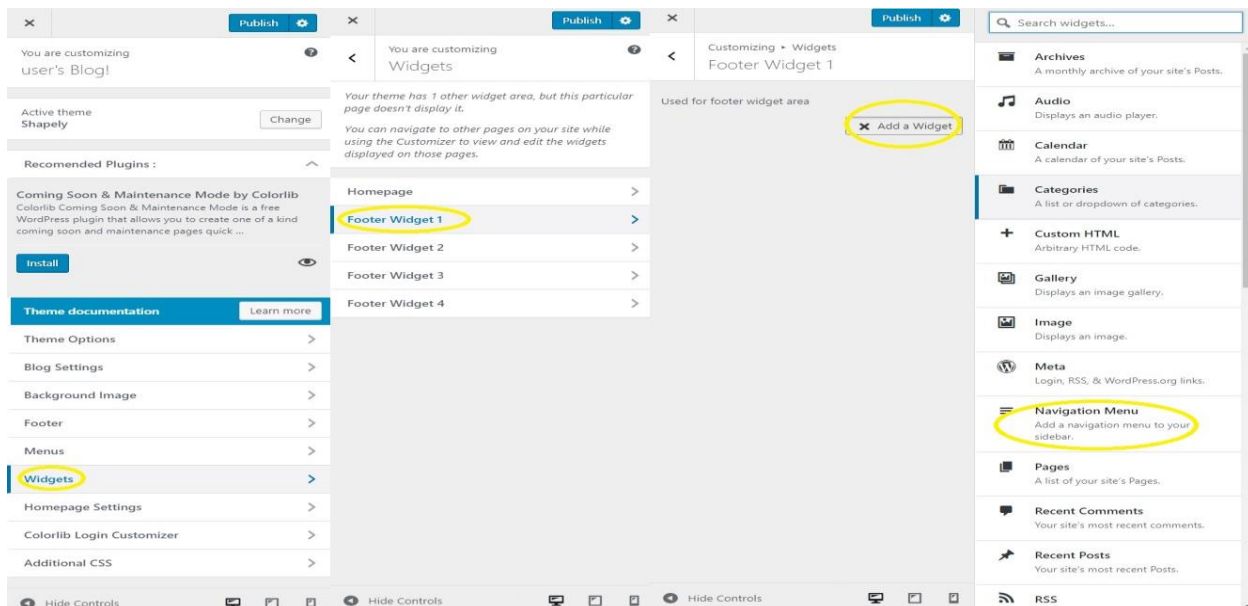 Publish
You are customizing
user's Blog!
Active theme
Shapely
Change
Recomended Plugins :
Coming Soon & Maintenance Mode by Colorlib
Colorlib Coming Soon & Maintenance Mode is a free
WordPress plugin that allows you to create one of a kind
coming soon and maintenance pages quick ...
Install
Theme documentation
Learn more
Theme Options
Blog Settings
Background Image
Footer
Menus
Widgets
Homepage Settings
Colorlib Login Customizer
Additional CSS
Hide Controls
Publish
You are customizing
Widgets
Your theme has 1 other widget area, but this particular
page doesn't display it.
You can navigate to other pages on your site while
using the Customizer to view and edit the widgets
displayed on those pages.
Homepage
Footer Widget 1
Footer Widget 2
Footer Widget 3
Footer Widget 4
Hide Controls
Publish
Customizing ▸ Widgets
Footer Widget 1
Used for footer widget area
Add a Widget
Hide Controls
Search widgets...
Archives
A monthly archive of your site's Posts.
Audio
Displays an audio player.
Calendar
A calendar of your site's Posts.
Categories
A list or dropdown of categories.
Custom HTML
Arbitrary HTML code.
Gallery
Displays an image gallery.
Image
Displays an image.
Meta
Login, RSS, & WordPress.org links.
Navigation Menu
Add a navigation menu to your
sidebar.
Pages
A list of your site's Pages.
Recent Comments
Your site's most recent comments.
Recent Posts
Your site's most recent Posts.
RSS